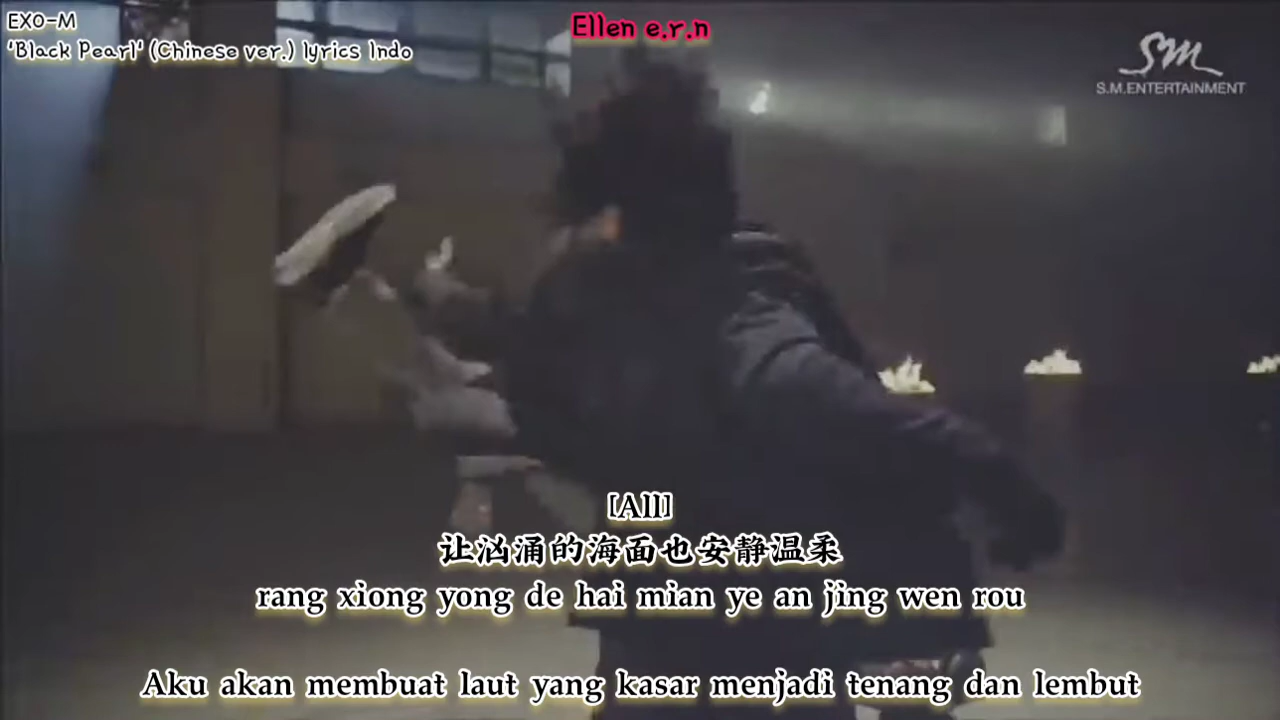 EXO-M
'Black Pearl' (Chinese ver.) lyrics Indo
Ellen e.r.n
SM
S.M.ENTERTAINMENT
[All]
让汹涌的海面也安静温柔
rang xiong yong de hai mian ye an jing wen rou
Aku akan membuat laut yang kasar menjadi tenang dan lembut